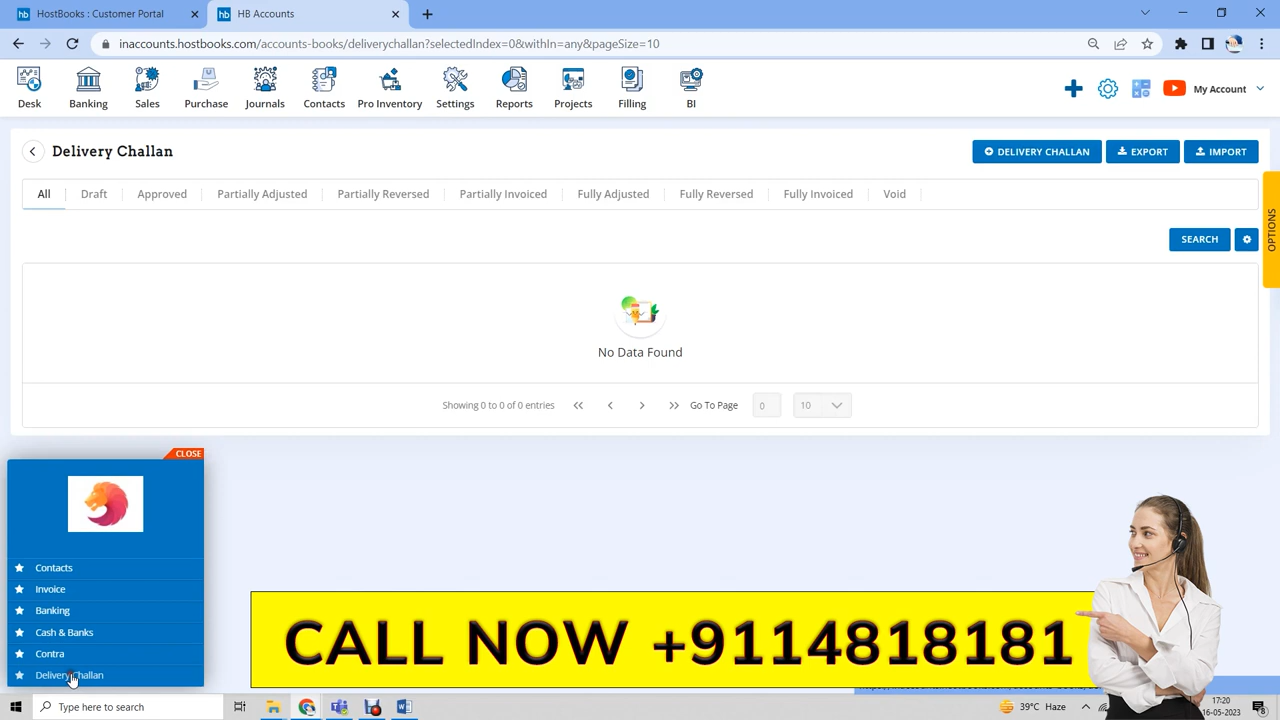 hb HostBooks : Customer Portal
hb HB Accounts
inaccounts.hostbooks.com/accounts-books/deliverychallan?selectedIndex=0&withIn=any&pageSize=10
Desk Banking Sales Purchase Journals Contacts Pro Inventory Settings Reports Projects Filling BI My Account
Delivery Challan
DELIVERY CHALLAN EXPORT IMPORT
All Draft Approved Partially Adjusted Partially Reversed Partially Invoiced Fully Adjusted Fully Reversed Fully Invoiced Void
OPTIONS
SEARCH
No Data Found
Showing 0 to 0 of 0 entries Go To Page 0 10
CLOSE
Contacts
Invoice
Banking
Cash & Banks
Contra
Delivery Challan
CALL NOW +9114818181
Type here to search
39°C Haze
17:20
16-05-2023